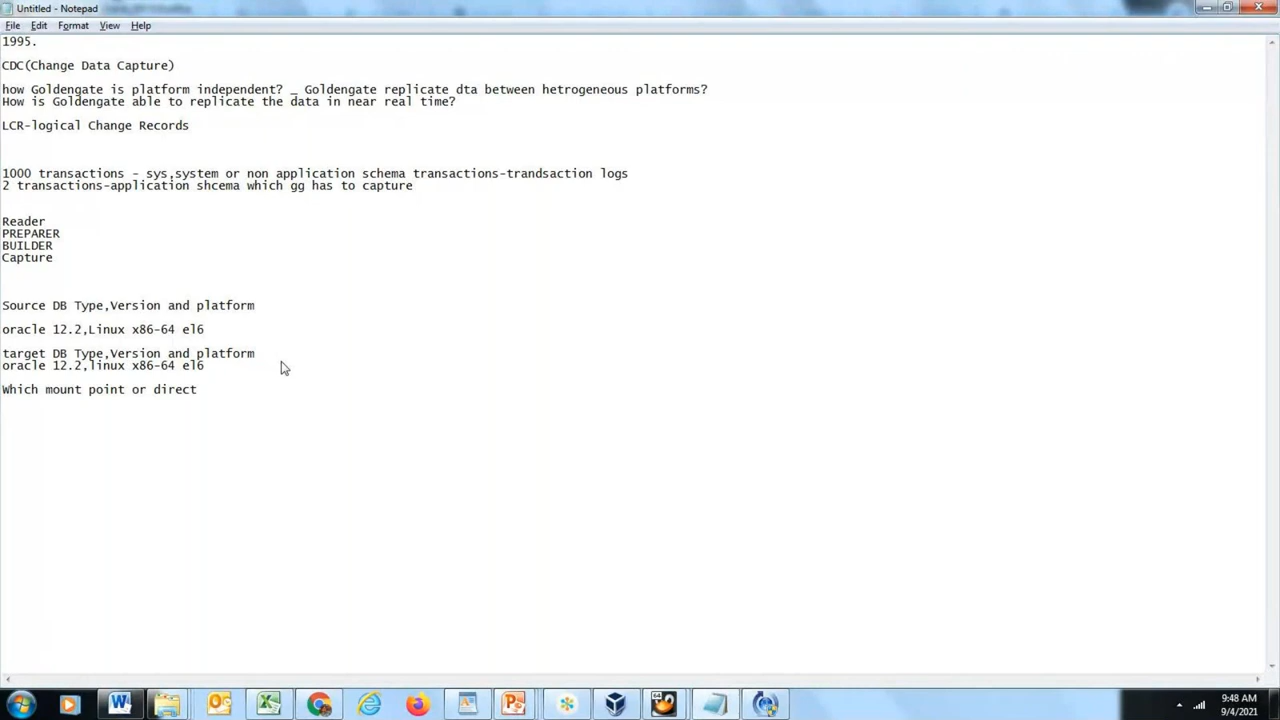 Untitled - Notepad
File Edit Format View Help
1995.
CDC(Change Data Capture)
how Goldengate is platform independent? _ Goldengate replicate dta between hetrogeneous platforms?
How is Goldengate able to replicate the data in near real time?
LCR-logical Change Records
1000 transactions - sys,system or non application schema transactions-trandsaction logs
2 transactions-application shcema which gg has to capture
Reader
PREPARER
BUILDER
Capture
Source DB Type,Version and platform
oracle 12.2,Linux x86-64 el6
target DB Type,Version and platform
oracle 12.2,linux x86-64 el6
Which mount point or direct
9:48 AM
9/4/2021